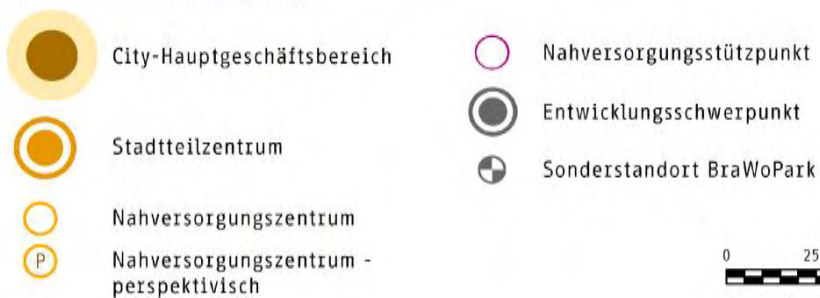 City-Hauptgeschäftsbereich
Stadtteilzentrum
Nahversorgungszentrum
P
Nahversorgungszentrum -
perspektivisch
Nahversorgungsstützpunkt
Entwicklungsschwerpunkt
Sonderstandort BraWoPark
0 25